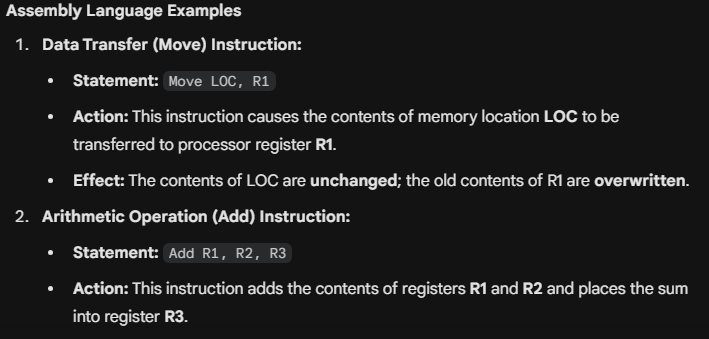 Assembly Language Examples
1. Data Transfer (Move) Instruction:
• Statement: Move LOC, R1
• Action: This instruction causes the contents of memory location LOC to be
transferred to processor register R1.
• Effect: The contents of LOC are unchanged; the old contents of R1 are overwritten.
2. Arithmetic Operation (Add) Instruction:
• Statement: Add R1, R2, R3
• Action: This instruction adds the contents of registers R1 and R2 and places the sum
into register R3.